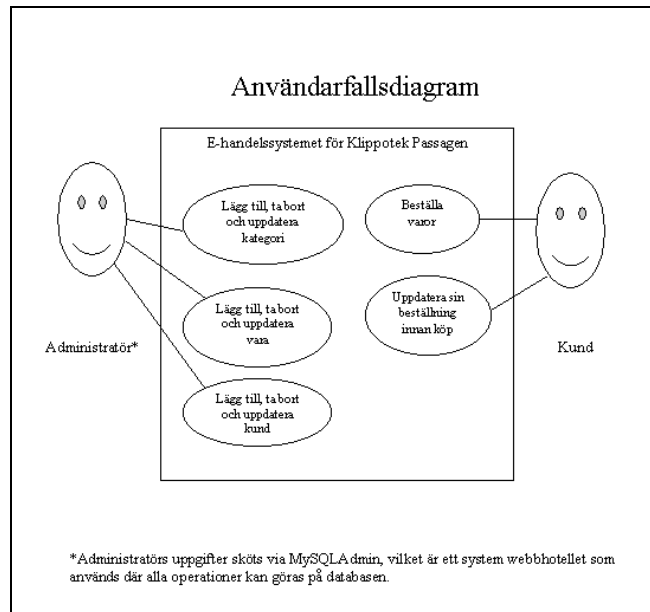 Användarfallsdiagram
E-handelssystemet för Klippotek Passagen
Lägg till, ta bort
och uppdatera
kategori
Beställa
varor
Lägg till, ta bort
och uppdatera
vara
Uppdatera sin
beställning
innan köp
Administratör*
Kund
Lägg till, ta bort
och uppdatera
kund
*Administratörs uppgifter sköts via MySQLAdmin, vilket är ett system webbhotellet som
används där alla operationer kan göras på databasen.